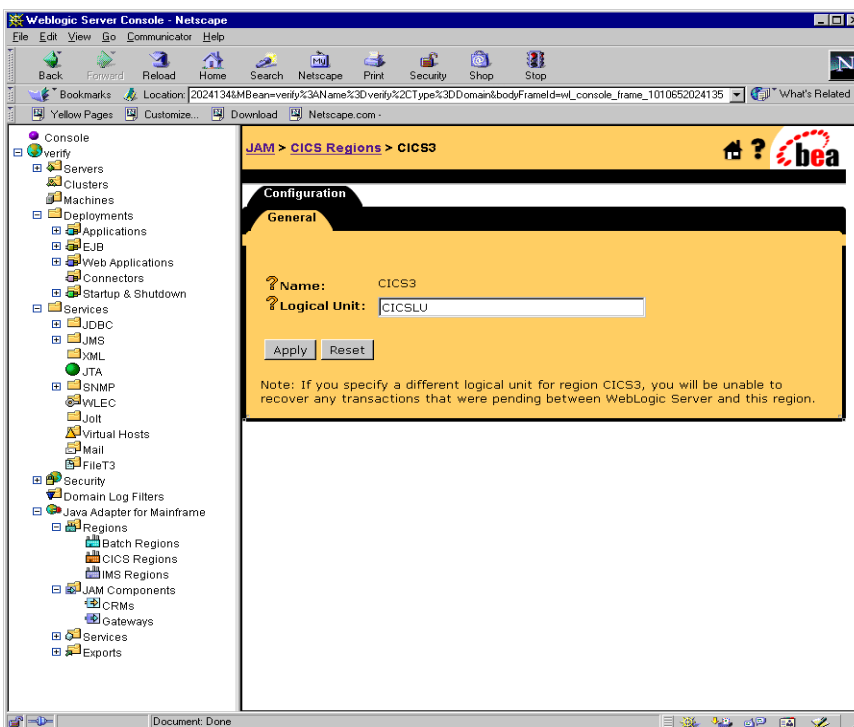 Weblogic Server Console - Netscape
File Edit View Go Communicator Help
Back Forward Reload Home Search Netscape Print Security Shop Stop
Bookmarks Location: 2024134&MBean=verify%3AName%3Dverify%2CType%3DDomain&bodyFrameId=wl_console_frame_1010652024135 What's Related
Yellow Pages Customize... Download Netscape.com -
Console
verify
Servers
Clusters
Machines
Deployments
Applications
EJB
Web Applications
Connectors
Startup & Shutdown
Services
JDBC
JMS
XML
JTA
SNMP
WLEC
Jolt
Virtual Hosts
Mail
FileT3
Security
Domain Log Filters
Java Adapter for Mainframe
Regions
Batch Regions
CICS Regions
IMS Regions
JAM Components
CRMs
Gateways
Services
Exports
JAM > CICS Regions > CICS3
? bea
Configuration
General
? Name: CICS3
? Logical Unit: CICSLU
Apply Reset
Note: If you specify a different logical unit for region CICS3, you will be unable to
recover any transactions that were pending between WebLogic Server and this region.
Document: Done